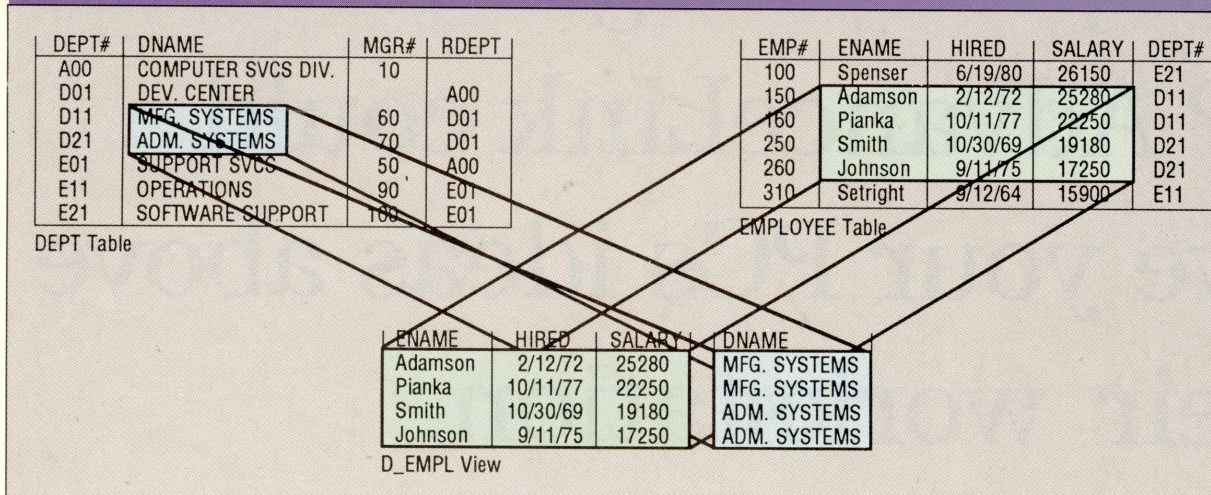 DEPT# DNAME MGR# RDEPT
A00 COMPUTER SVCS DIV. 10
D01 DEV. CENTER A00
D11 MFG. SYSTEMS 60 D01
D21 ADM. SYSTEMS 70 D01
E01 SUPPORT SVCS 50 A00
E11 OPERATIONS 90 E01
E21 SOFTWARE SUPPORT 100 E01
DEPT Table
EMP# ENAME HIRED SALARY DEPT#
100 Spenser 6/19/80 26150 E21
150 Adamson 2/12/72 25280 D11
160 Pianka 10/11/77 22250 D11
250 Smith 10/30/69 19180 D21
260 Johnson 9/11/75 17250 D21
310 Setright 9/12/64 15900 E11
EMPLOYEE Table
ENAME HIRED SALARY DNAME
Adamson 2/12/72 25280 MFG. SYSTEMS
Pianka 10/11/77 22250 MFG. SYSTEMS
Smith 10/30/69 19180 ADM. SYSTEMS
Johnson 9/11/75 17250 ADM. SYSTEMS
D_EMPL View